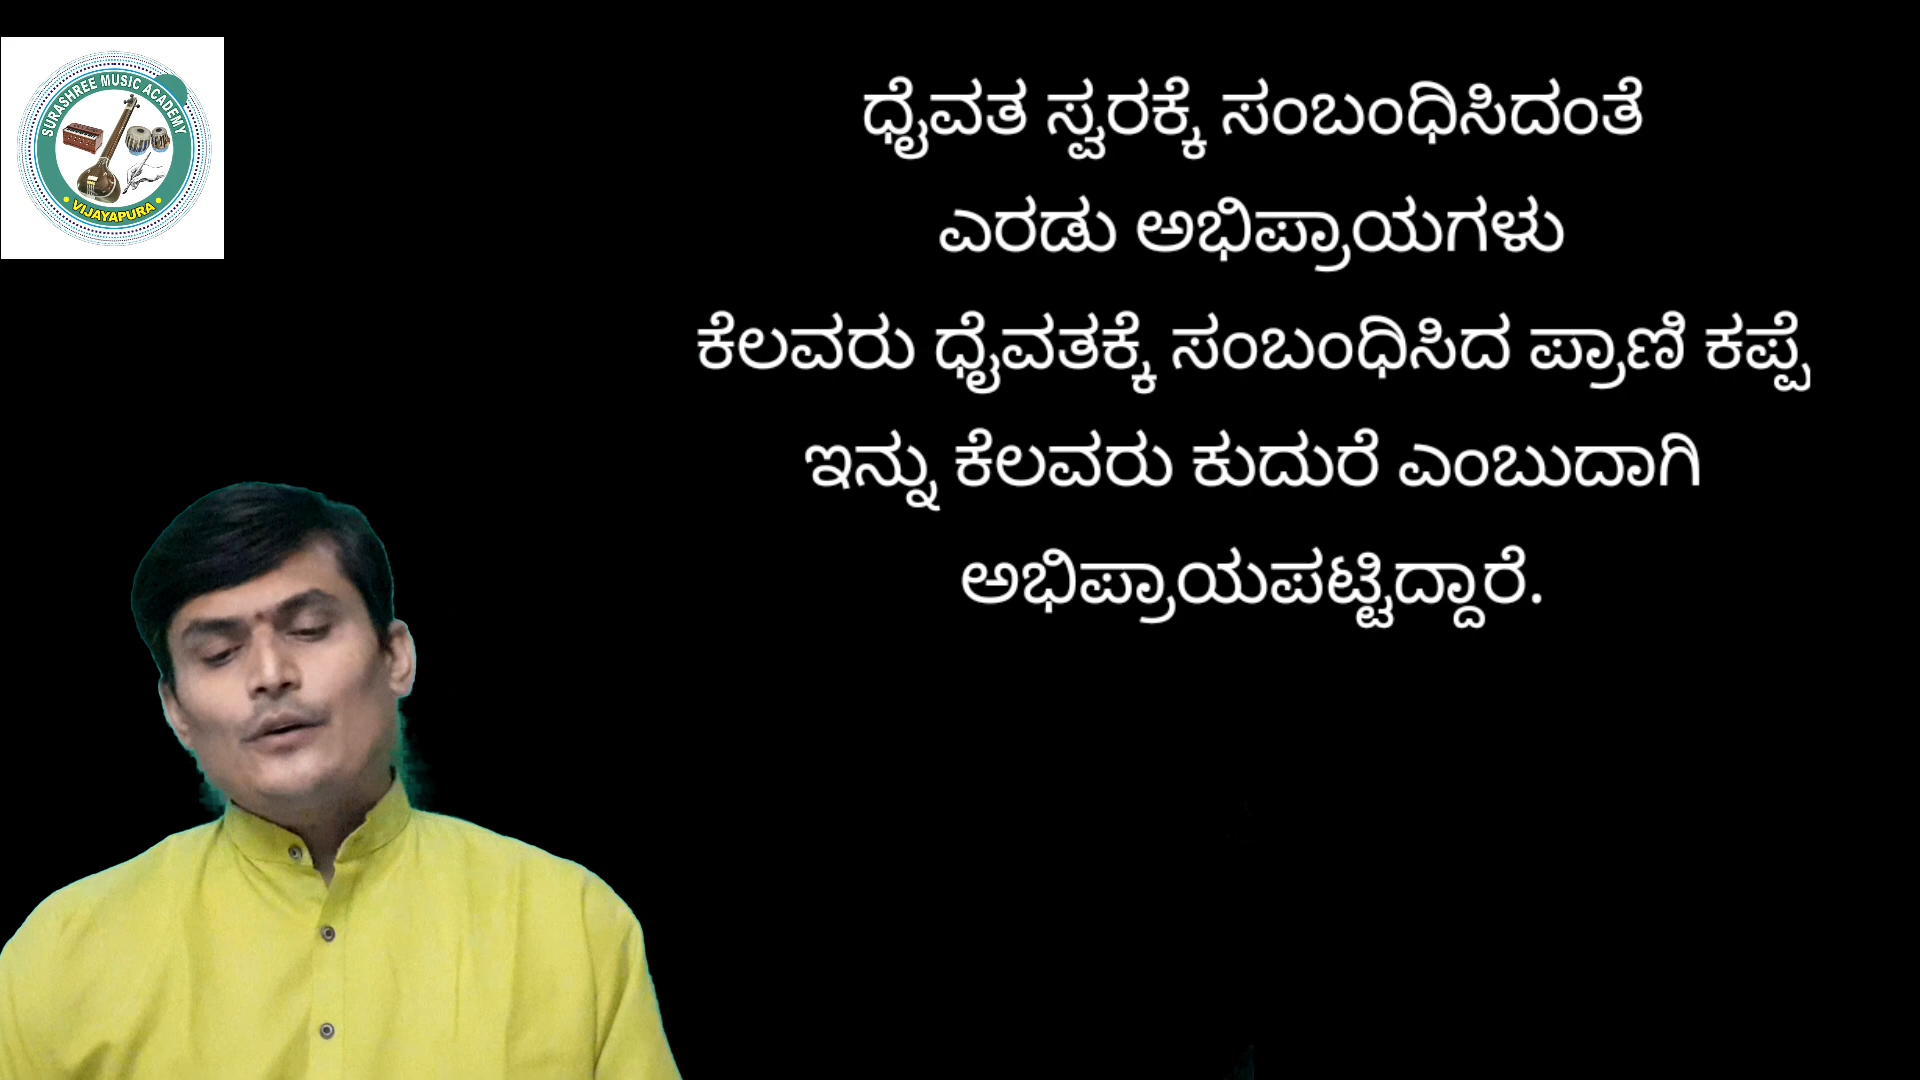 SURASHREE MUSIC ACADEMY
VIJAYAPURA
ಧೈವತ ಸ್ವರಕ್ಕೆ ಸಂಬಂಧಿಸಿದಂತೆ
ಎರಡು ಅಭಿಪ್ರಾಯಗಳು
ಕೆಲವರು ಧೈವತಕ್ಕೆ ಸಂಬಂಧಿಸಿದ ಪ್ರಾಣಿ ಕಪ್ಪೆ
ಇನ್ನು ಕೆಲವರು ಕುದುರೆ ಎಂಬುದಾಗಿ
ಅಭಿಪ್ರಾಯಪಟ್ಟಿದ್ದಾರೆ.